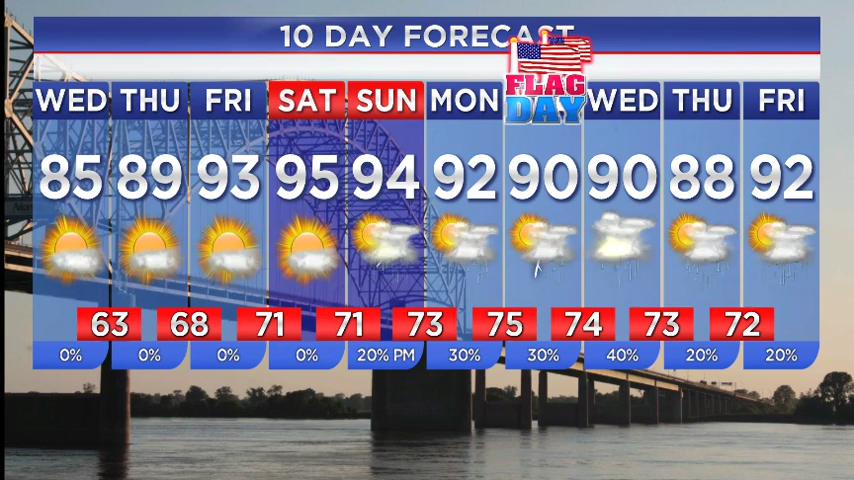 10 DAY FORECAST
WED THU FRI SAT SUN MON FLAG DAY WED THU FRI
85 89 93 95 94 92 90 90 88 92
63 68 71 71 73 75 74 73 72
0% 0% 0% 0% 20% PM 30% 30% 40% 20% 20%